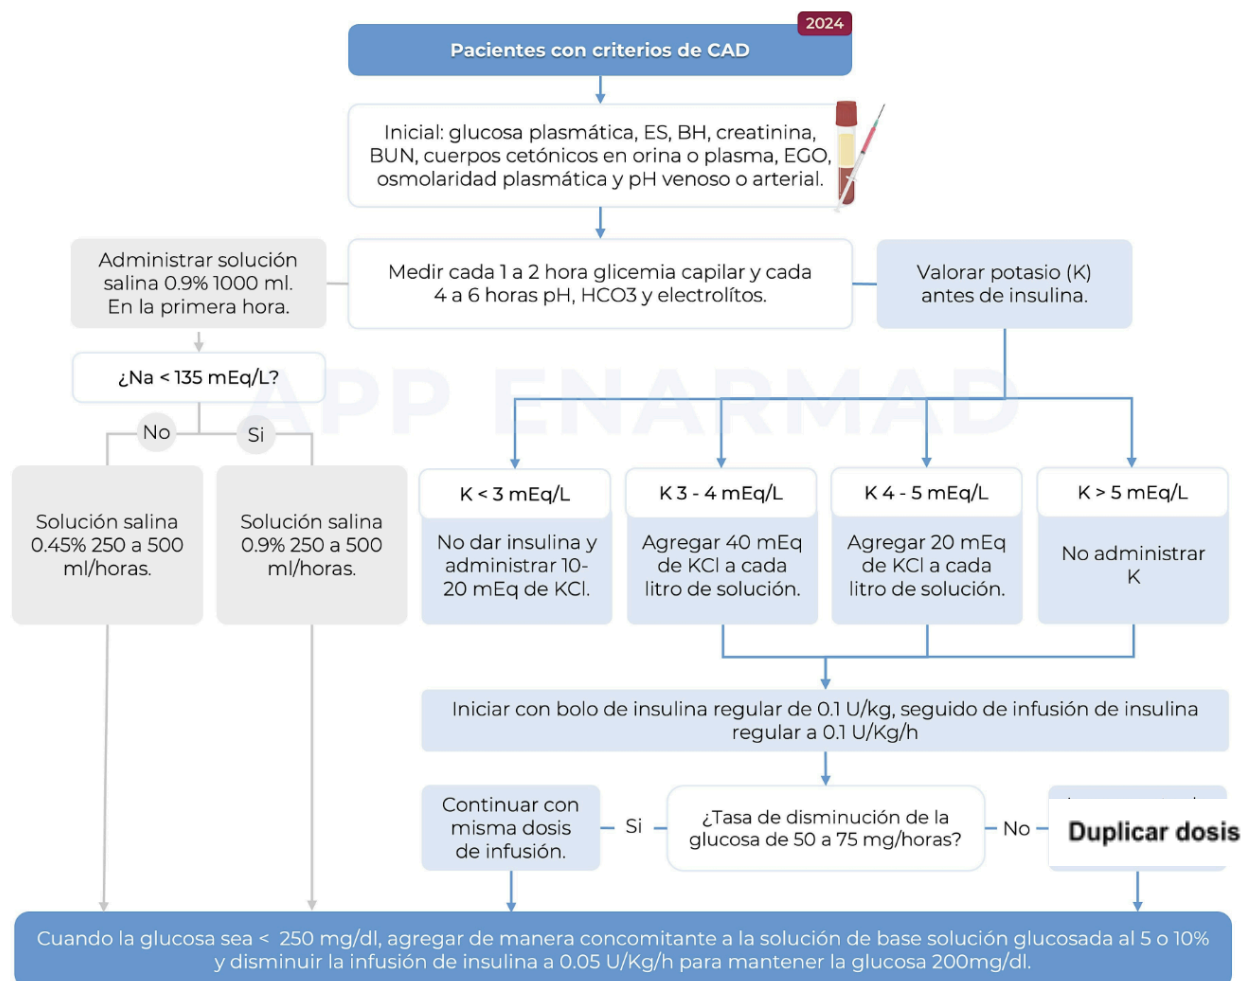 2024
Pacientes con criterios de CAD
Inicial: glucosa plasmática, ES, BH, creatinina,
BUN, cuerpos cetónicos en orina o plasma, EGO,
osmolaridad plasmática y pH venoso o arterial.
Administrar solución
salina 0.9% 1000 ml.
En la primera hora.
Medir cada 1 a 2 hora glicemia capilar y cada
4 a 6 horas pH, HCO3 y electrolítos.
Valorar potasio (K)
antes de insulina.
¿Na < 135 mEq/L?
APP ENARMAD
No
Si
Solución salina
0.45% 250 a 500
ml/horas.
Solución salina
0.9% 250 a 500
ml/horas.
K < 3 mEq/L
No dar insulina y
administrar 10-
20 mEq de KCl.
K 3 - 4 mEq/L
Agregar 40 mEq
de KCl a cada
litro de solución.
K 4 - 5 mEq/L
Agregar 20 mEq
de KCl a cada
litro de solución.
K > 5 mEq/L
No administrar
K
Iniciar con bolo de insulina regular de 0.1 U/kg, seguido de infusión de insulina
regular a 0.1 U/Kg/h
Continuar con
misma dosis
de infusión.
Si
¿Tasa de disminución de la
glucosa de 50 a 75 mg/horas?
No
Duplicar dosis
Cuando la glucosa sea < 250 mg/dl, agregar de manera concomitante a la solución de base solución glucosada al 5 o 10%
y disminuir la infusión de insulina a 0.05 U/Kg/h para mantener la glucosa 200mg/dl.